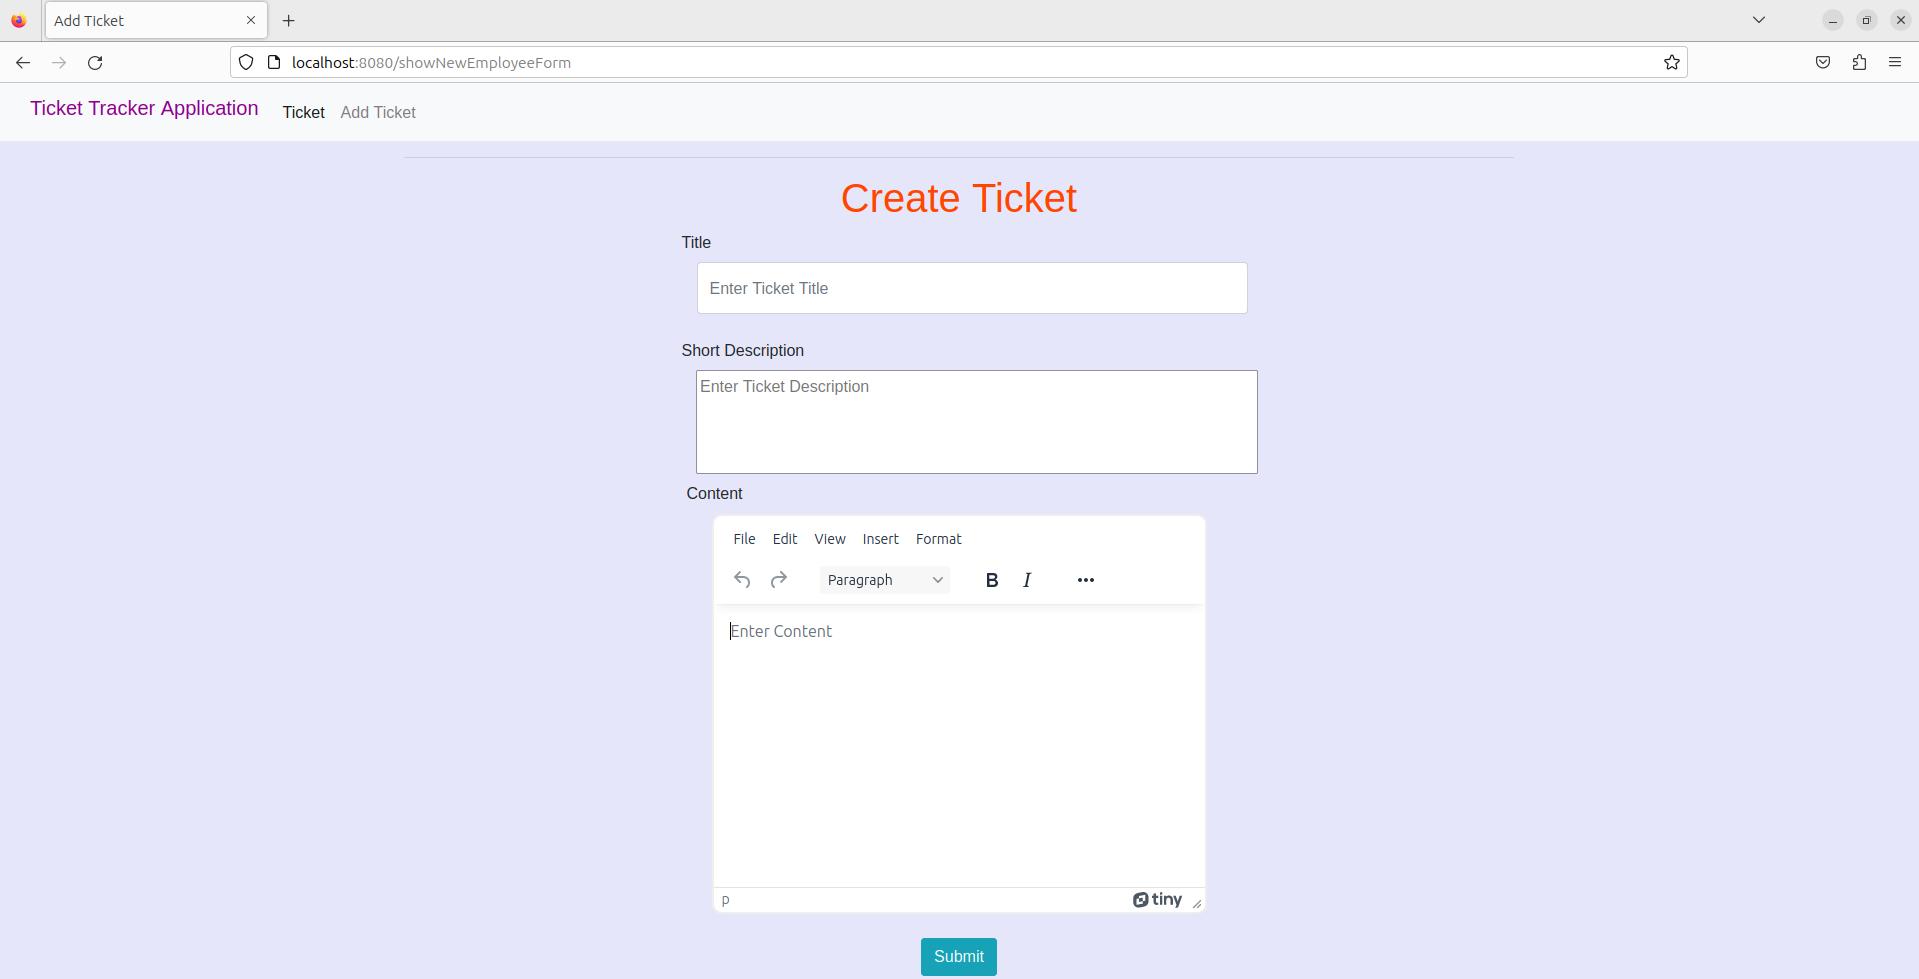 Add Ticket
localhost:8080/showNewEmployeeForm
Ticket Tracker Application Ticket Add Ticket
Create Ticket
Title
Enter Ticket Title
Short Description
Enter Ticket Description
Content
File Edit View Insert Format
Paragraph B I
Enter Content
p tiny
Submit